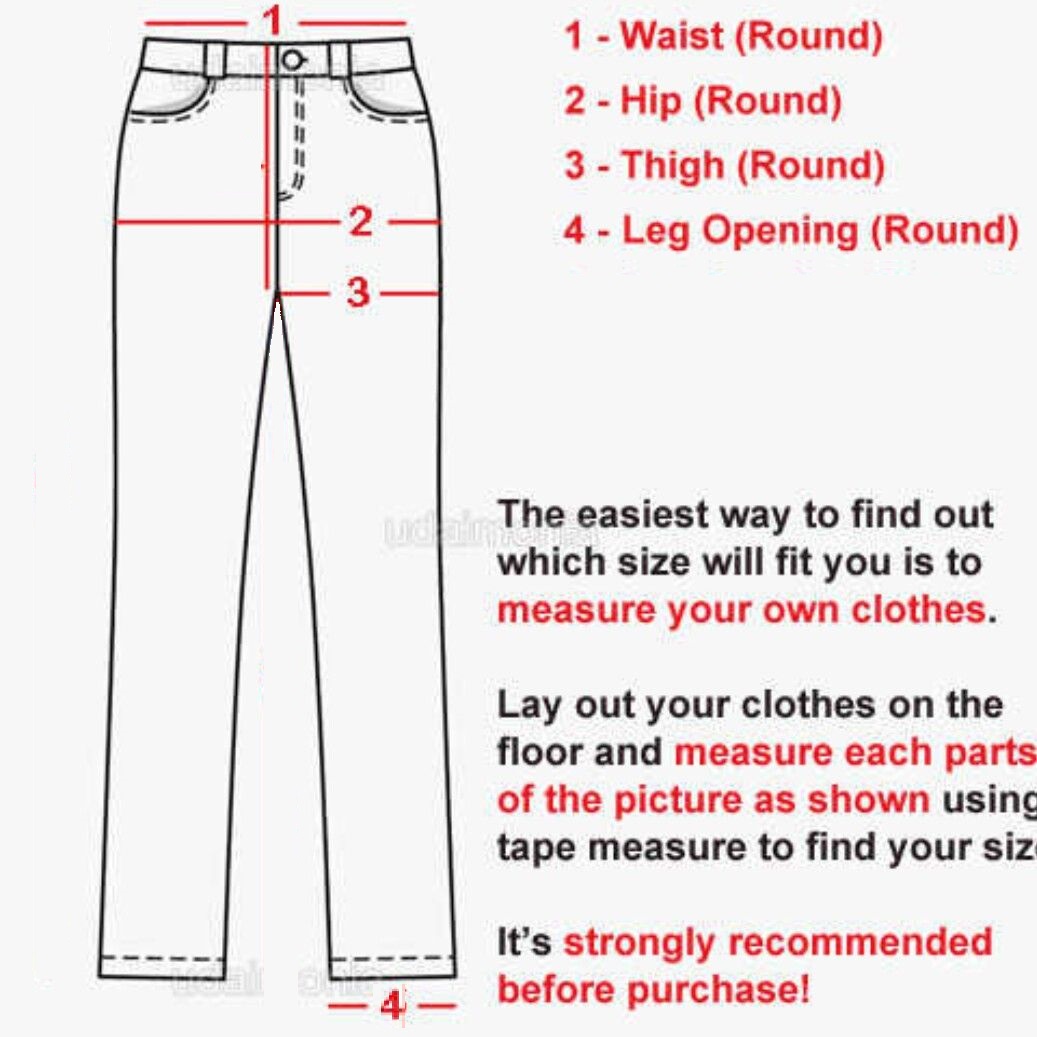 1
1 - Waist (Round)
2 - Hip (Round)
3 - Thigh (Round)
4 - Leg Opening (Round)
2
3
udaimonia
The easiest way to find out
which size will fit you is to
measure your own clothes.
Lay out your clothes on the
floor and measure each parts
of the picture as shown using
tape measure to find your siz
It's strongly recommended
before purchase!
4